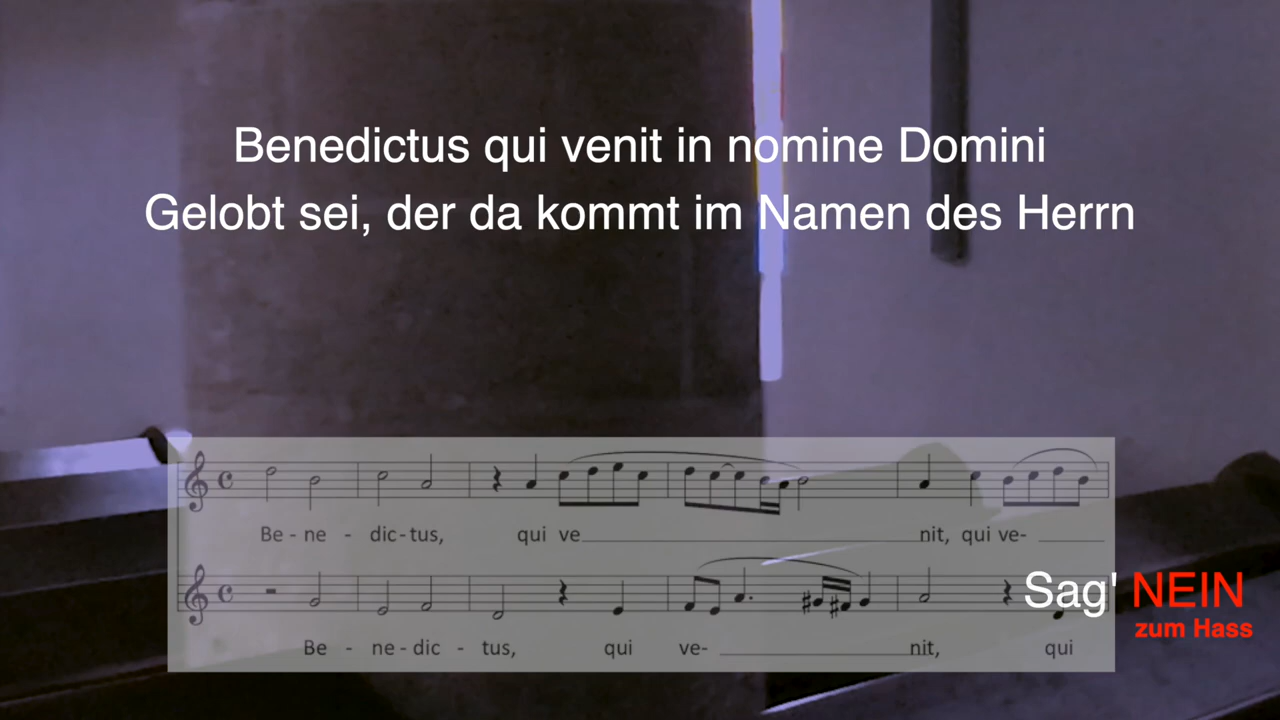 Benedictus qui venit in nomine Domini
Gelobt sei, der da kommt im Namen des Herrn
Be - ne - dic - tus, qui ve nit, qui ve-
Be - ne - dic - tus, qui ve- nit, qui
Sag' NEIN
zum Hass